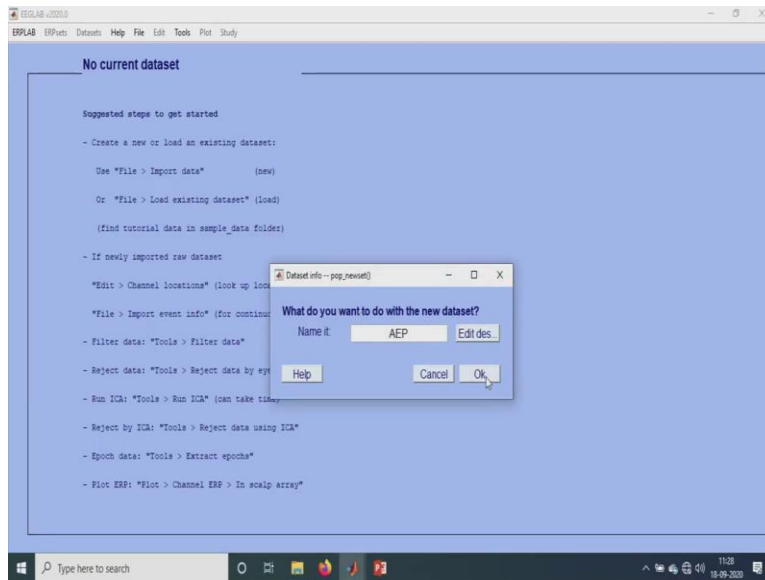 EEGLAB v2020.0
ERPLAB ERPsets Datasets Help File Edit Tools Plot Study
No current dataset
Suggested steps to get started
- Create a new or load an existing dataset:
Use "File > Import data" (new)
Or "File > Load existing dataset" (load)
(find tutorial data in sample_data folder)
- If newly imported raw dataset
"Edit > Channel locations" (look up loca
"File > Import event info" (for continuo
- Filter data: "Tools > Filter data"
- Reject data: "Tools > Reject data by eye
- Run ICA: "Tools > Run ICA" (can take time)
- Reject by ICA: "Tools > Reject data using ICA"
- Epoch data: "Tools > Extract epochs"
- Plot ERP: "Plot > Channel ERP > In scalp array"
Dataset info -- pop_newset()
What do you want to do with the new dataset?
Name it: AEP Edit des...
Help Cancel Ok
Type here to search
11:28
18-09-2020